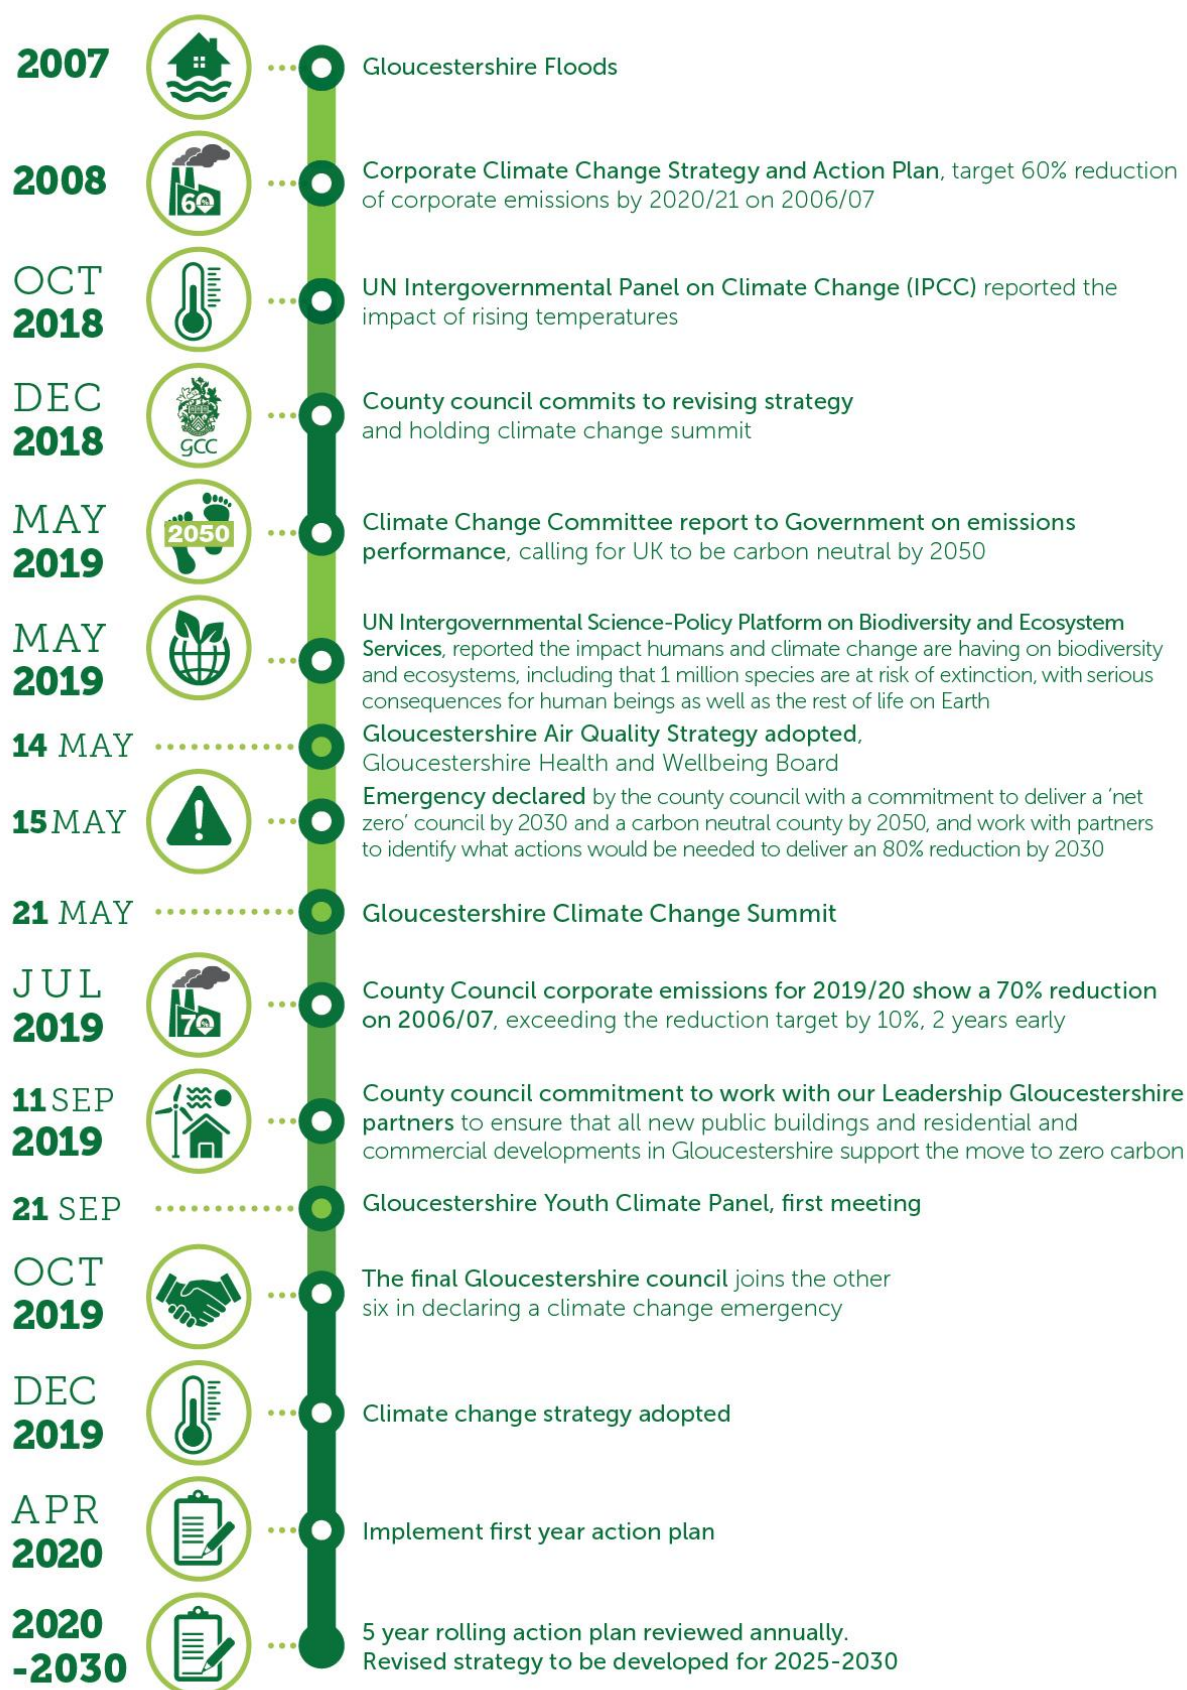 2007
Gloucestershire Floods
2008
60
Corporate Climate Change Strategy and Action Plan, target 60% reduction
of corporate emissions by 2020/21 on 2006/07
OCT
2018
UN Intergovernmental Panel on Climate Change (IPCC) reported the
impact of rising temperatures
DEC
2018
GCC
County council commits to revising strategy
and holding climate change summit
MAY
2019
2050
Climate Change Committee report to Government on emissions
performance, calling for UK to be carbon neutral by 2050
MAY
2019
UN Intergovernmental Science-Policy Platform on Biodiversity and Ecosystem
Services, reported the impact humans and climate change are having on biodiversity
and ecosystems, including that 1 million species are at risk of extinction, with serious
consequences for human beings as well as the rest of life on Earth
14 MAY
Gloucestershire Air Quality Strategy adopted,
Gloucestershire Health and Wellbeing Board
15 MAY
Emergency declared by the county council with a commitment to deliver a ‘net
zero’ council by 2030 and a carbon neutral county by 2050, and work with partners
to identify what actions would be needed to deliver an 80% reduction by 2030
21 MAY
Gloucestershire Climate Change Summit
JUL
2019
70
County Council corporate emissions for 2019/20 show a 70% reduction
on 2006/07, exceeding the reduction target by 10%, 2 years early
11 SEP
2019
County council commitment to work with our Leadership Gloucestershire
partners to ensure that all new public buildings and residential and
commercial developments in Gloucestershire support the move to zero carbon
21 SEP
Gloucestershire Youth Climate Panel, first meeting
OCT
2019
The final Gloucestershire council joins the other
six in declaring a climate change emergency
DEC
2019
Climate change strategy adopted
APR
2020
Implement first year action plan
2020
-2030
5 year rolling action plan reviewed annually.
Revised strategy to be developed for 2025-2030